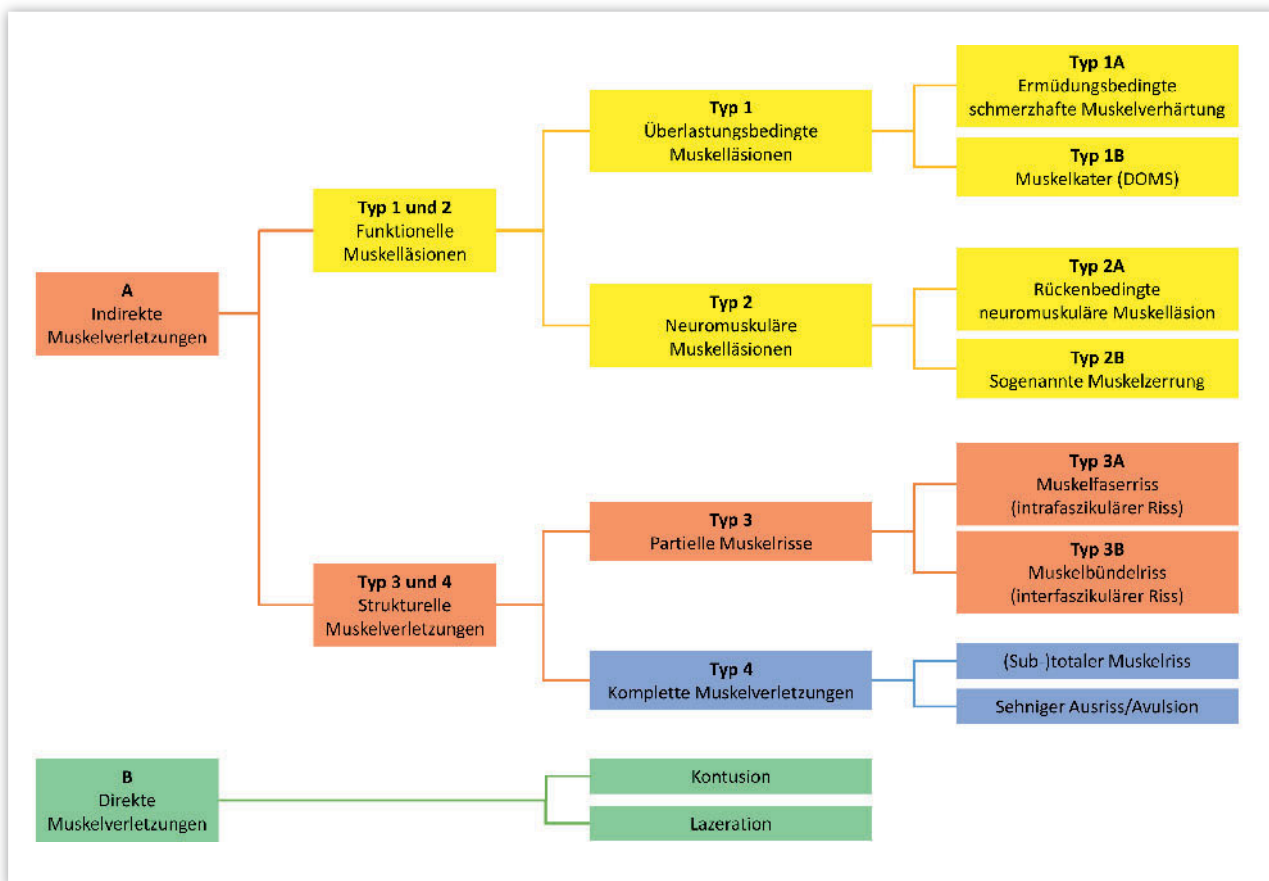 A
Indirekte
Muskelverletzungen
Typ 1 und 2
Funktionelle
Muskelläsionen
Typ 1
Überlastungsbedingte
Muskelläsionen
Typ 1A
Ermüdungsbedingte
schmerzhafte Muskelverhärtung
Typ 1B
Muskelkater (DOMS)
Typ 2
Neuromuskuläre
Muskelläsionen
Typ 2A
Rückenbedingte
neuromuskuläre Muskelläsion
Typ 2B
Sogenannte Muskelzerrung
Typ 3 und 4
Strukturelle
Muskelverletzungen
Typ 3
Partielle Muskelrisse
Typ 3A
Muskelfaserriss
(intrafaszikulärer Riss)
Typ 3B
Muskelbündelriss
(interfaszikulärer Riss)
Typ 4
Komplette Muskelverletzungen
(Sub-)totaler Muskelriss
Sehniger Ausriss/Avulsion
B
Direkte
Muskelverletzungen
Kontusion
Lazeration